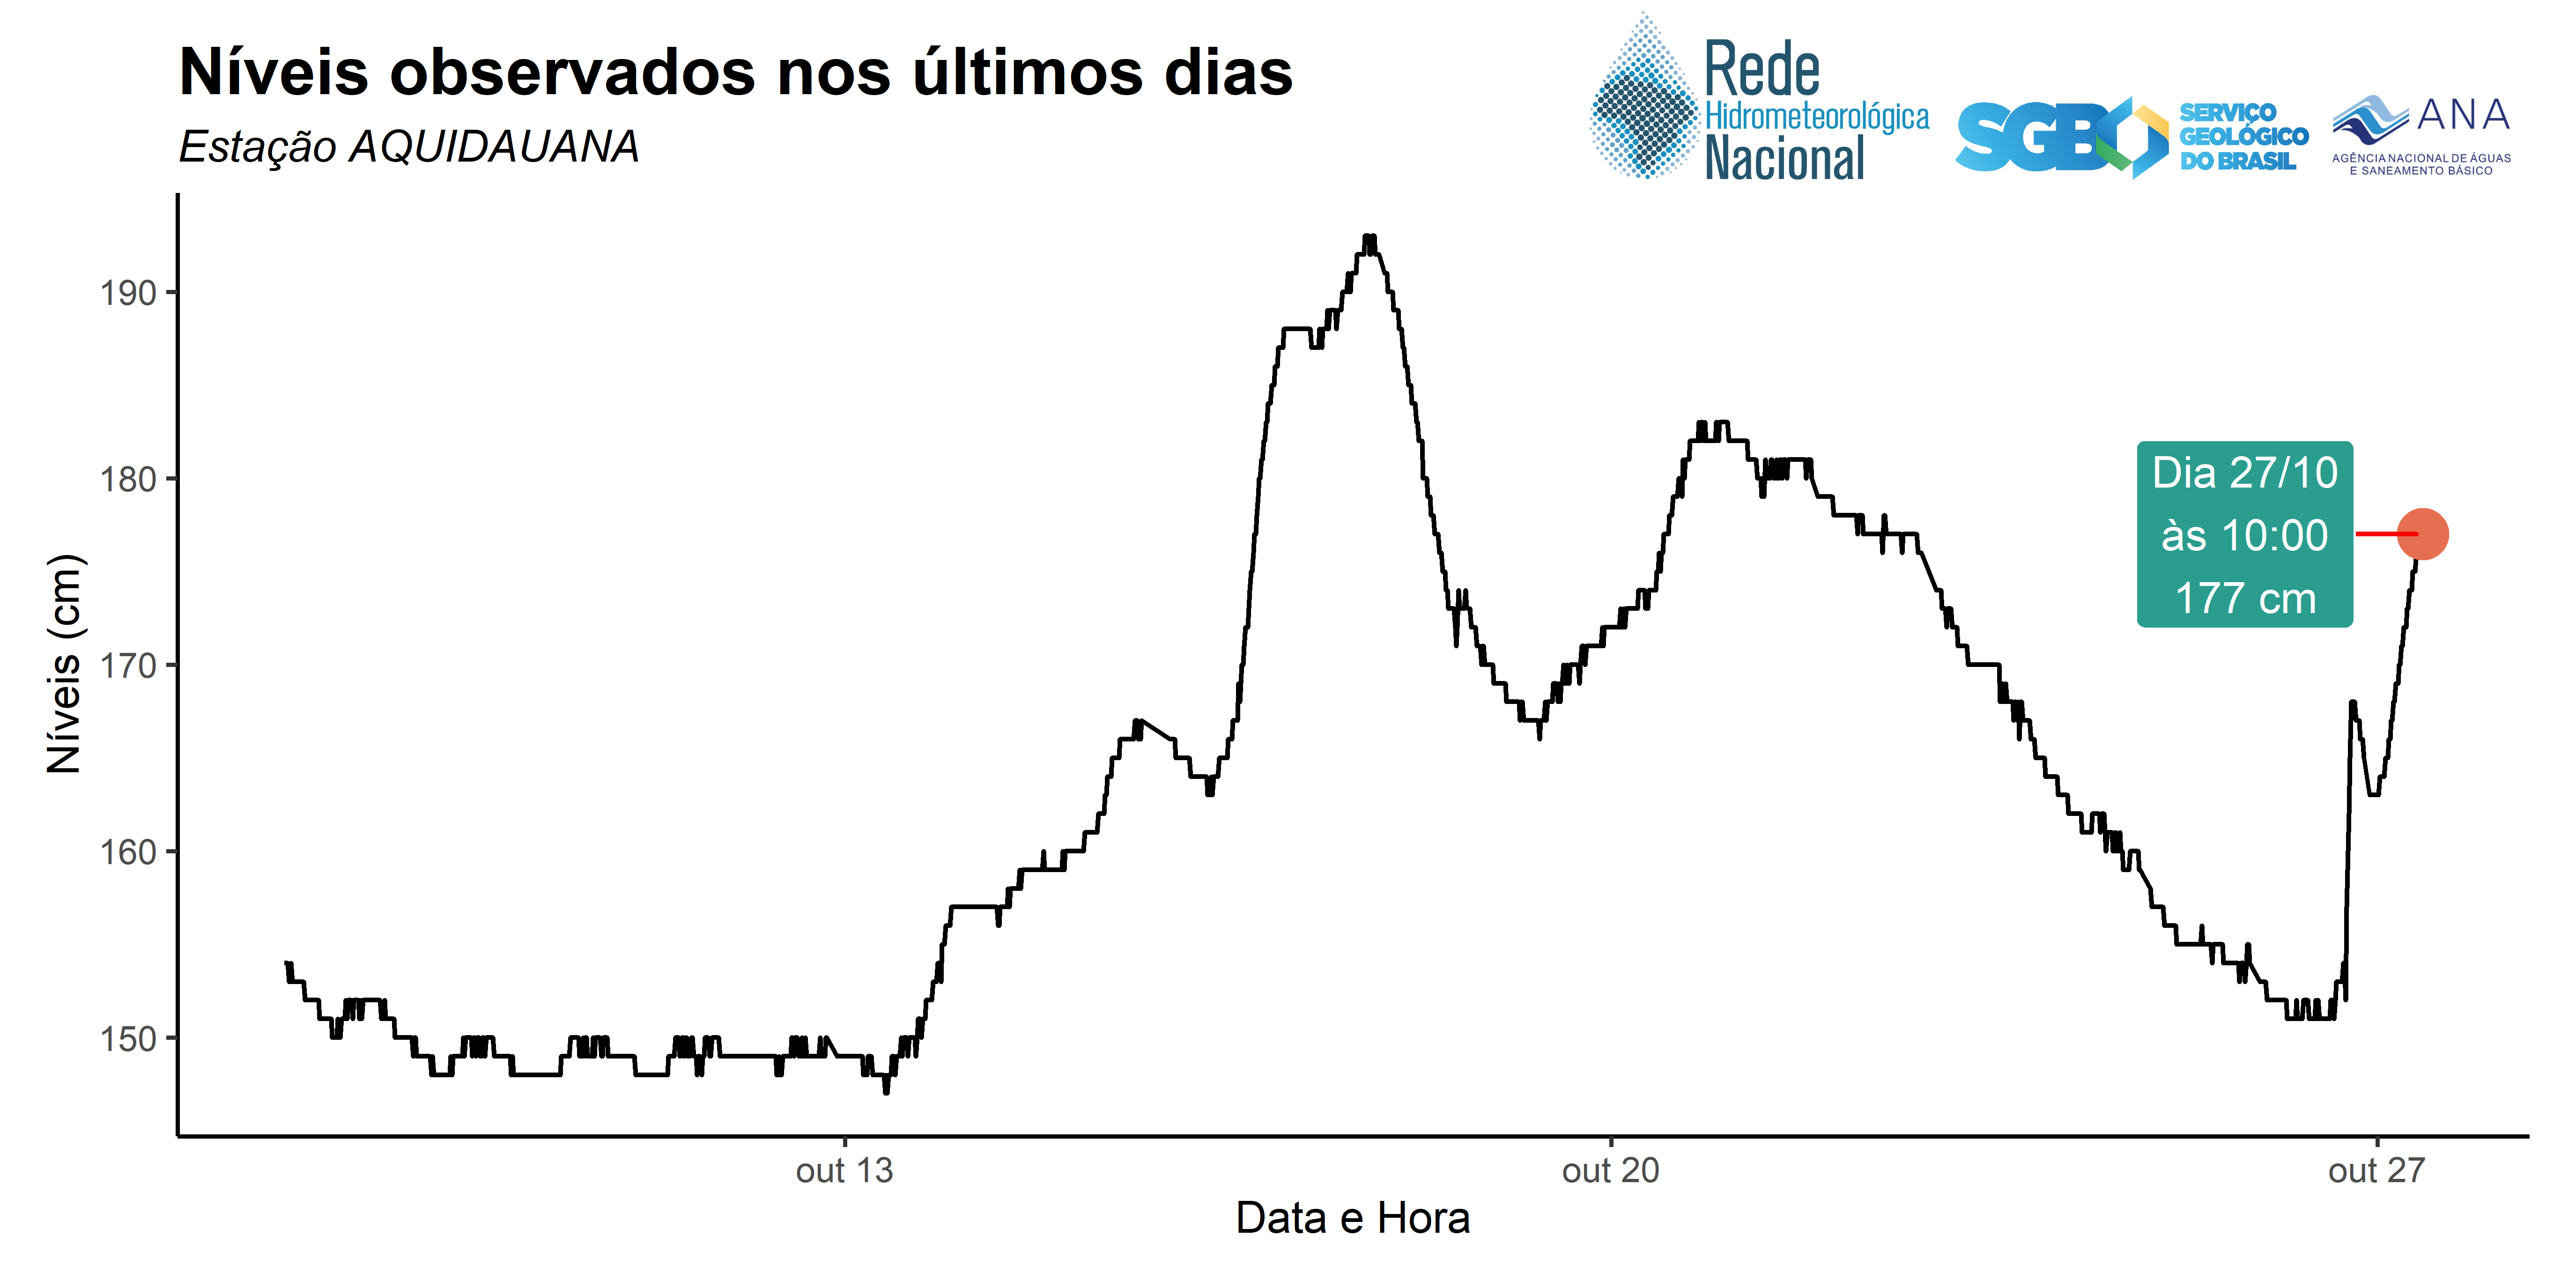 Níveis observados nos últimos dias
Estação AQUIDAUANA
Rede
Hidrometeorológica
Nacional
SGB
SERVIÇO
GEOLÓGICO
DO BRASIL
ANA
AGÊNCIA NACIONAL DE ÁGUAS
E SANEAMENTO BÁSICO
Níveis (cm)
190
180
170
160
150
Dia 27/10
às 10:00
177 cm
out 13
out 20
out 27
Data e Hora